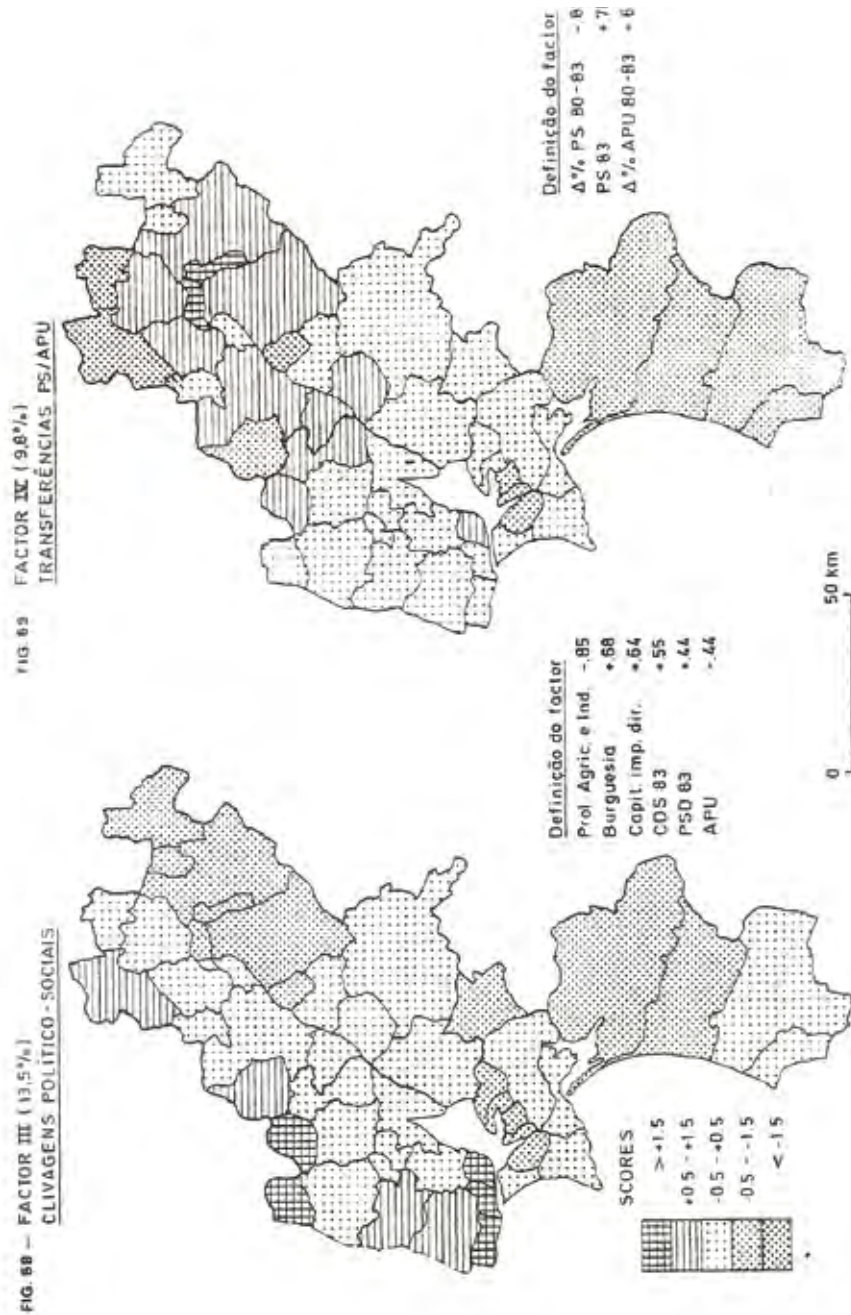 FIG. 68 — FACTOR III (13,5%)
CLIVAGENS POLÍTICO-SOCIAIS
Definição do factor
Prol. Agric. e Ind. -.85
Burguesia +.68
Capit. imp. dir. +.64
CDS 83 +.55
PSD 83 +.44
APU -.44
SCORES
> +1.5
+0.5 - +1.5
-0.5 - +0.5
-0.5 - -1.5
< -1.5
0 50 km
FIG. 69 FACTOR IV (9,8%)
TRANSFERÊNCIAS PS/APU
Definição do factor
Δ% PS 80-83 -.8
PS 83 +.7
Δ% APU 80-83 +.6